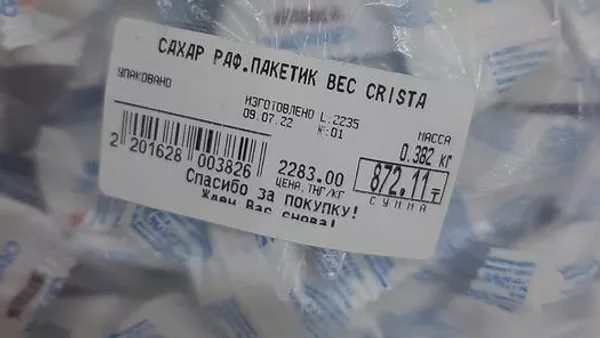 САХАР РАФ.ПАКЕТИК ВЕС CRISTA
УПАКОВАНО
ИЗГОТОВЛЕНО L:2235
09.07.22 №:01
МАССА
0.382 КГ
2 201628 003826
2283.00
ЦЕНА, ТНГ/КГ
872.11₸
СУММА
Спасибо за ПОКУПКУ!
Ждем Вас снова!